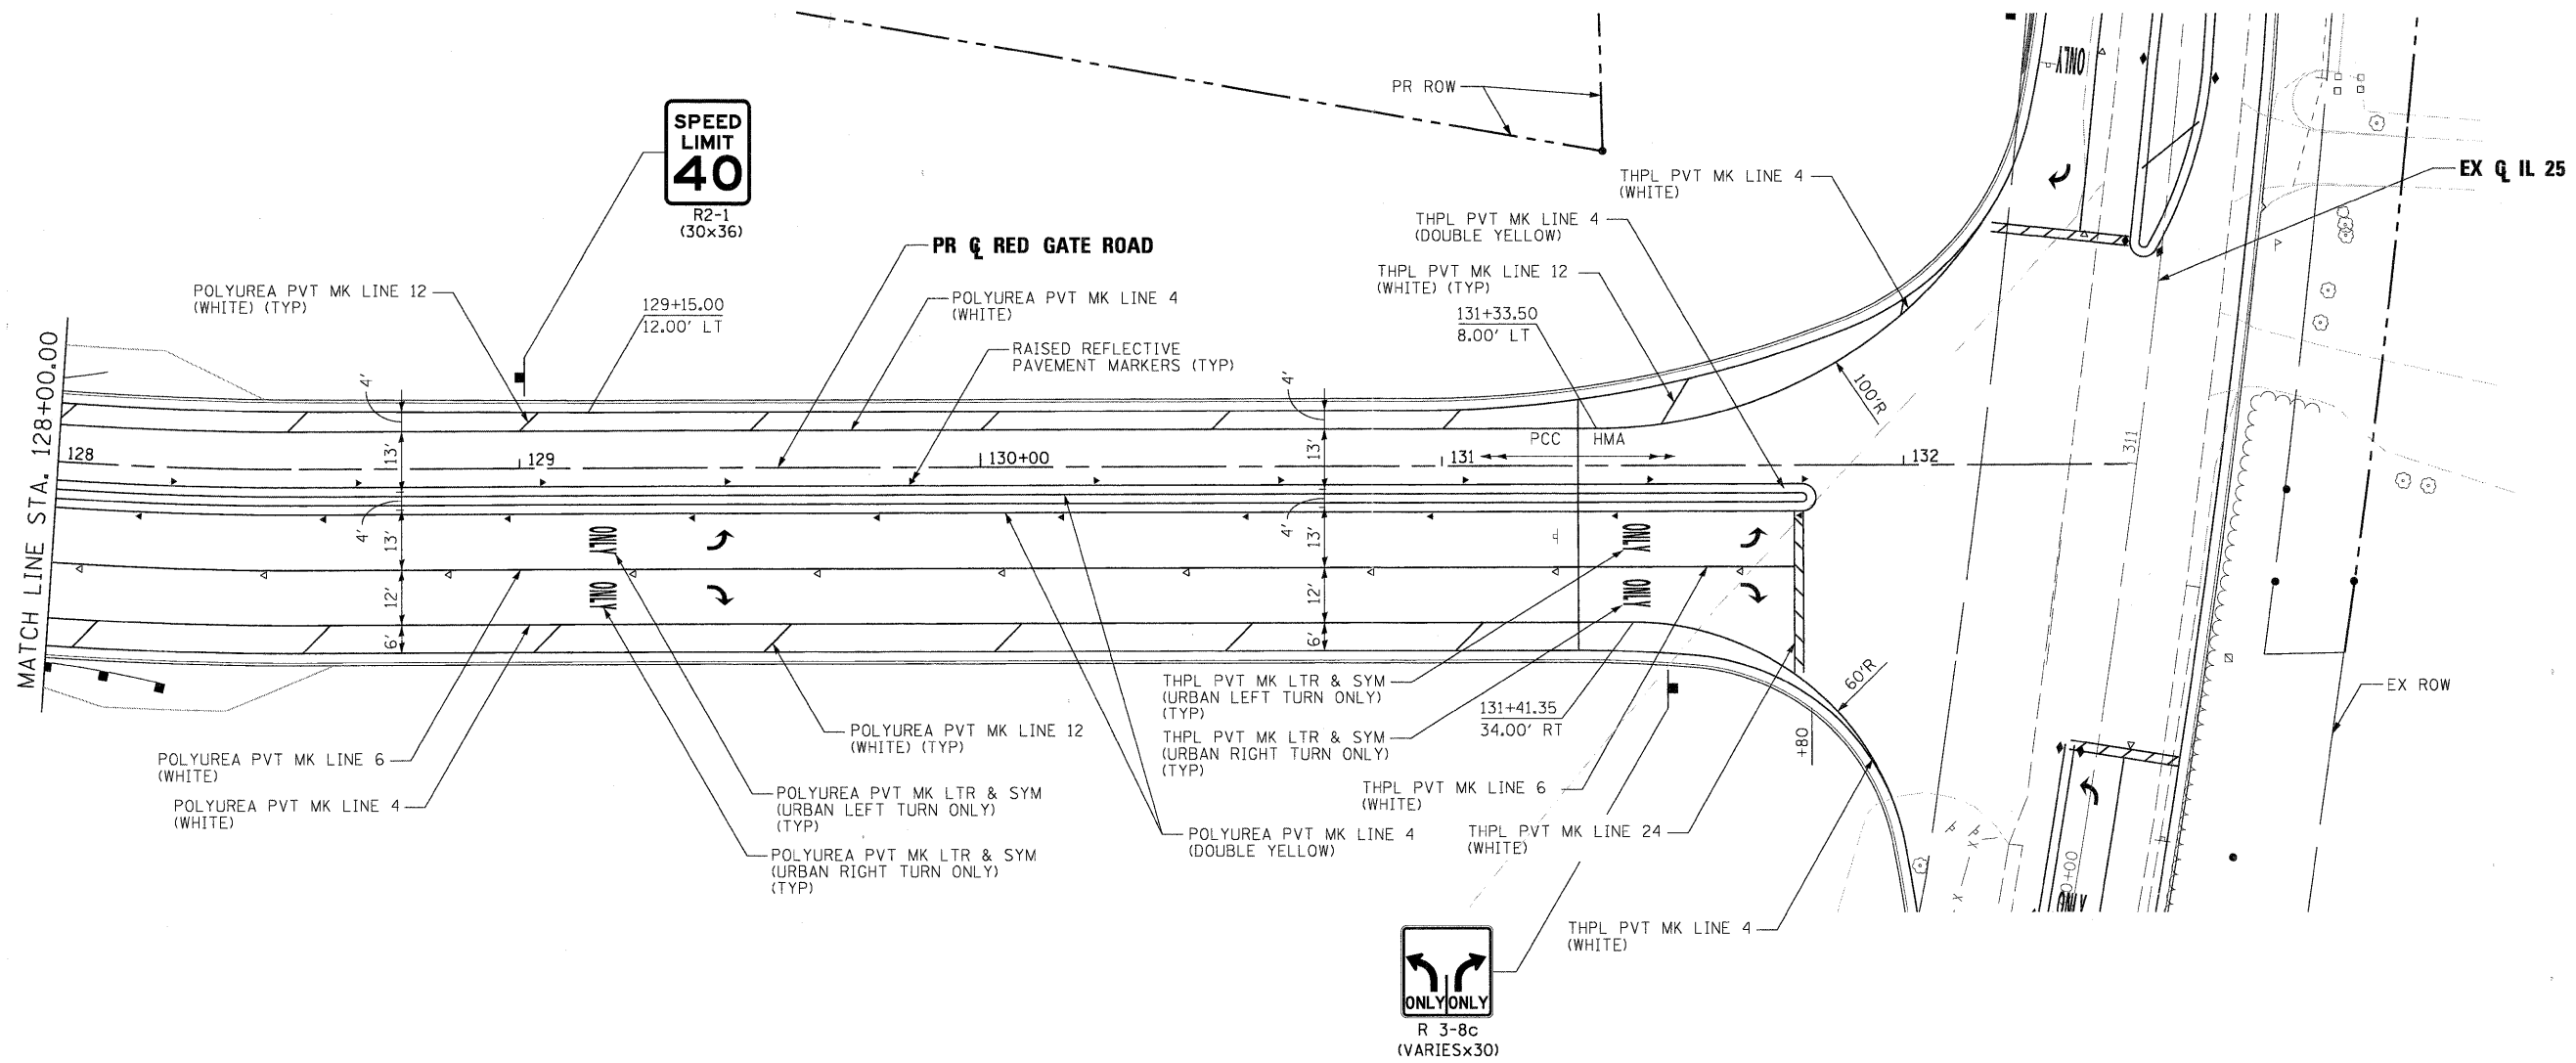 ONLY
PR ROW
SPEED
LIMIT
40
R2-1
(30x36)
THPL PVT MK LINE 4
(WHITE)
EX ℄ IL 25
THPL PVT MK LINE 4
(DOUBLE YELLOW)
PR ℄ RED GATE ROAD
THPL PVT MK LINE 12
(WHITE) (TYP)
POLYUREA PVT MK LINE 12
(WHITE) (TYP)
129+15.00
12.00' LT
POLYUREA PVT MK LINE 4
(WHITE)
131+33.50
8.00' LT
RAISED REFLECTIVE
PAVEMENT MARKERS (TYP)
MATCH LINE STA. 128+00.00
4'
4'
100'R
13'
13'
PCC
HMA
128
129
130+00
131
132
311
4'
4'
13'
13'
ONLY
ONLY
12'
12'
ONLY
ONLY
6'
6'
THPL PVT MK LTR & SYM
(URBAN LEFT TURN ONLY)
(TYP)
60'R
EX ROW
131+41.35
34.00' RT
POLYUREA PVT MK LINE 12
(WHITE) (TYP)
THPL PVT MK LTR & SYM
(URBAN RIGHT TURN ONLY)
(TYP)
+80
POLYUREA PVT MK LINE 6
(WHITE)
THPL PVT MK LINE 6
(WHITE)
POLYUREA PVT MK LTR & SYM
(URBAN LEFT TURN ONLY)
(TYP)
POLYUREA PVT MK LINE 4
(WHITE)
POLYUREA PVT MK LINE 4
(DOUBLE YELLOW)
THPL PVT MK LINE 24
(WHITE)
POLYUREA PVT MK LTR & SYM
(URBAN RIGHT TURN ONLY)
(TYP)
0+00
ONLY
THPL PVT MK LINE 4
(WHITE)
ONLY ONLY
R 3-8c
(VARIESx30)